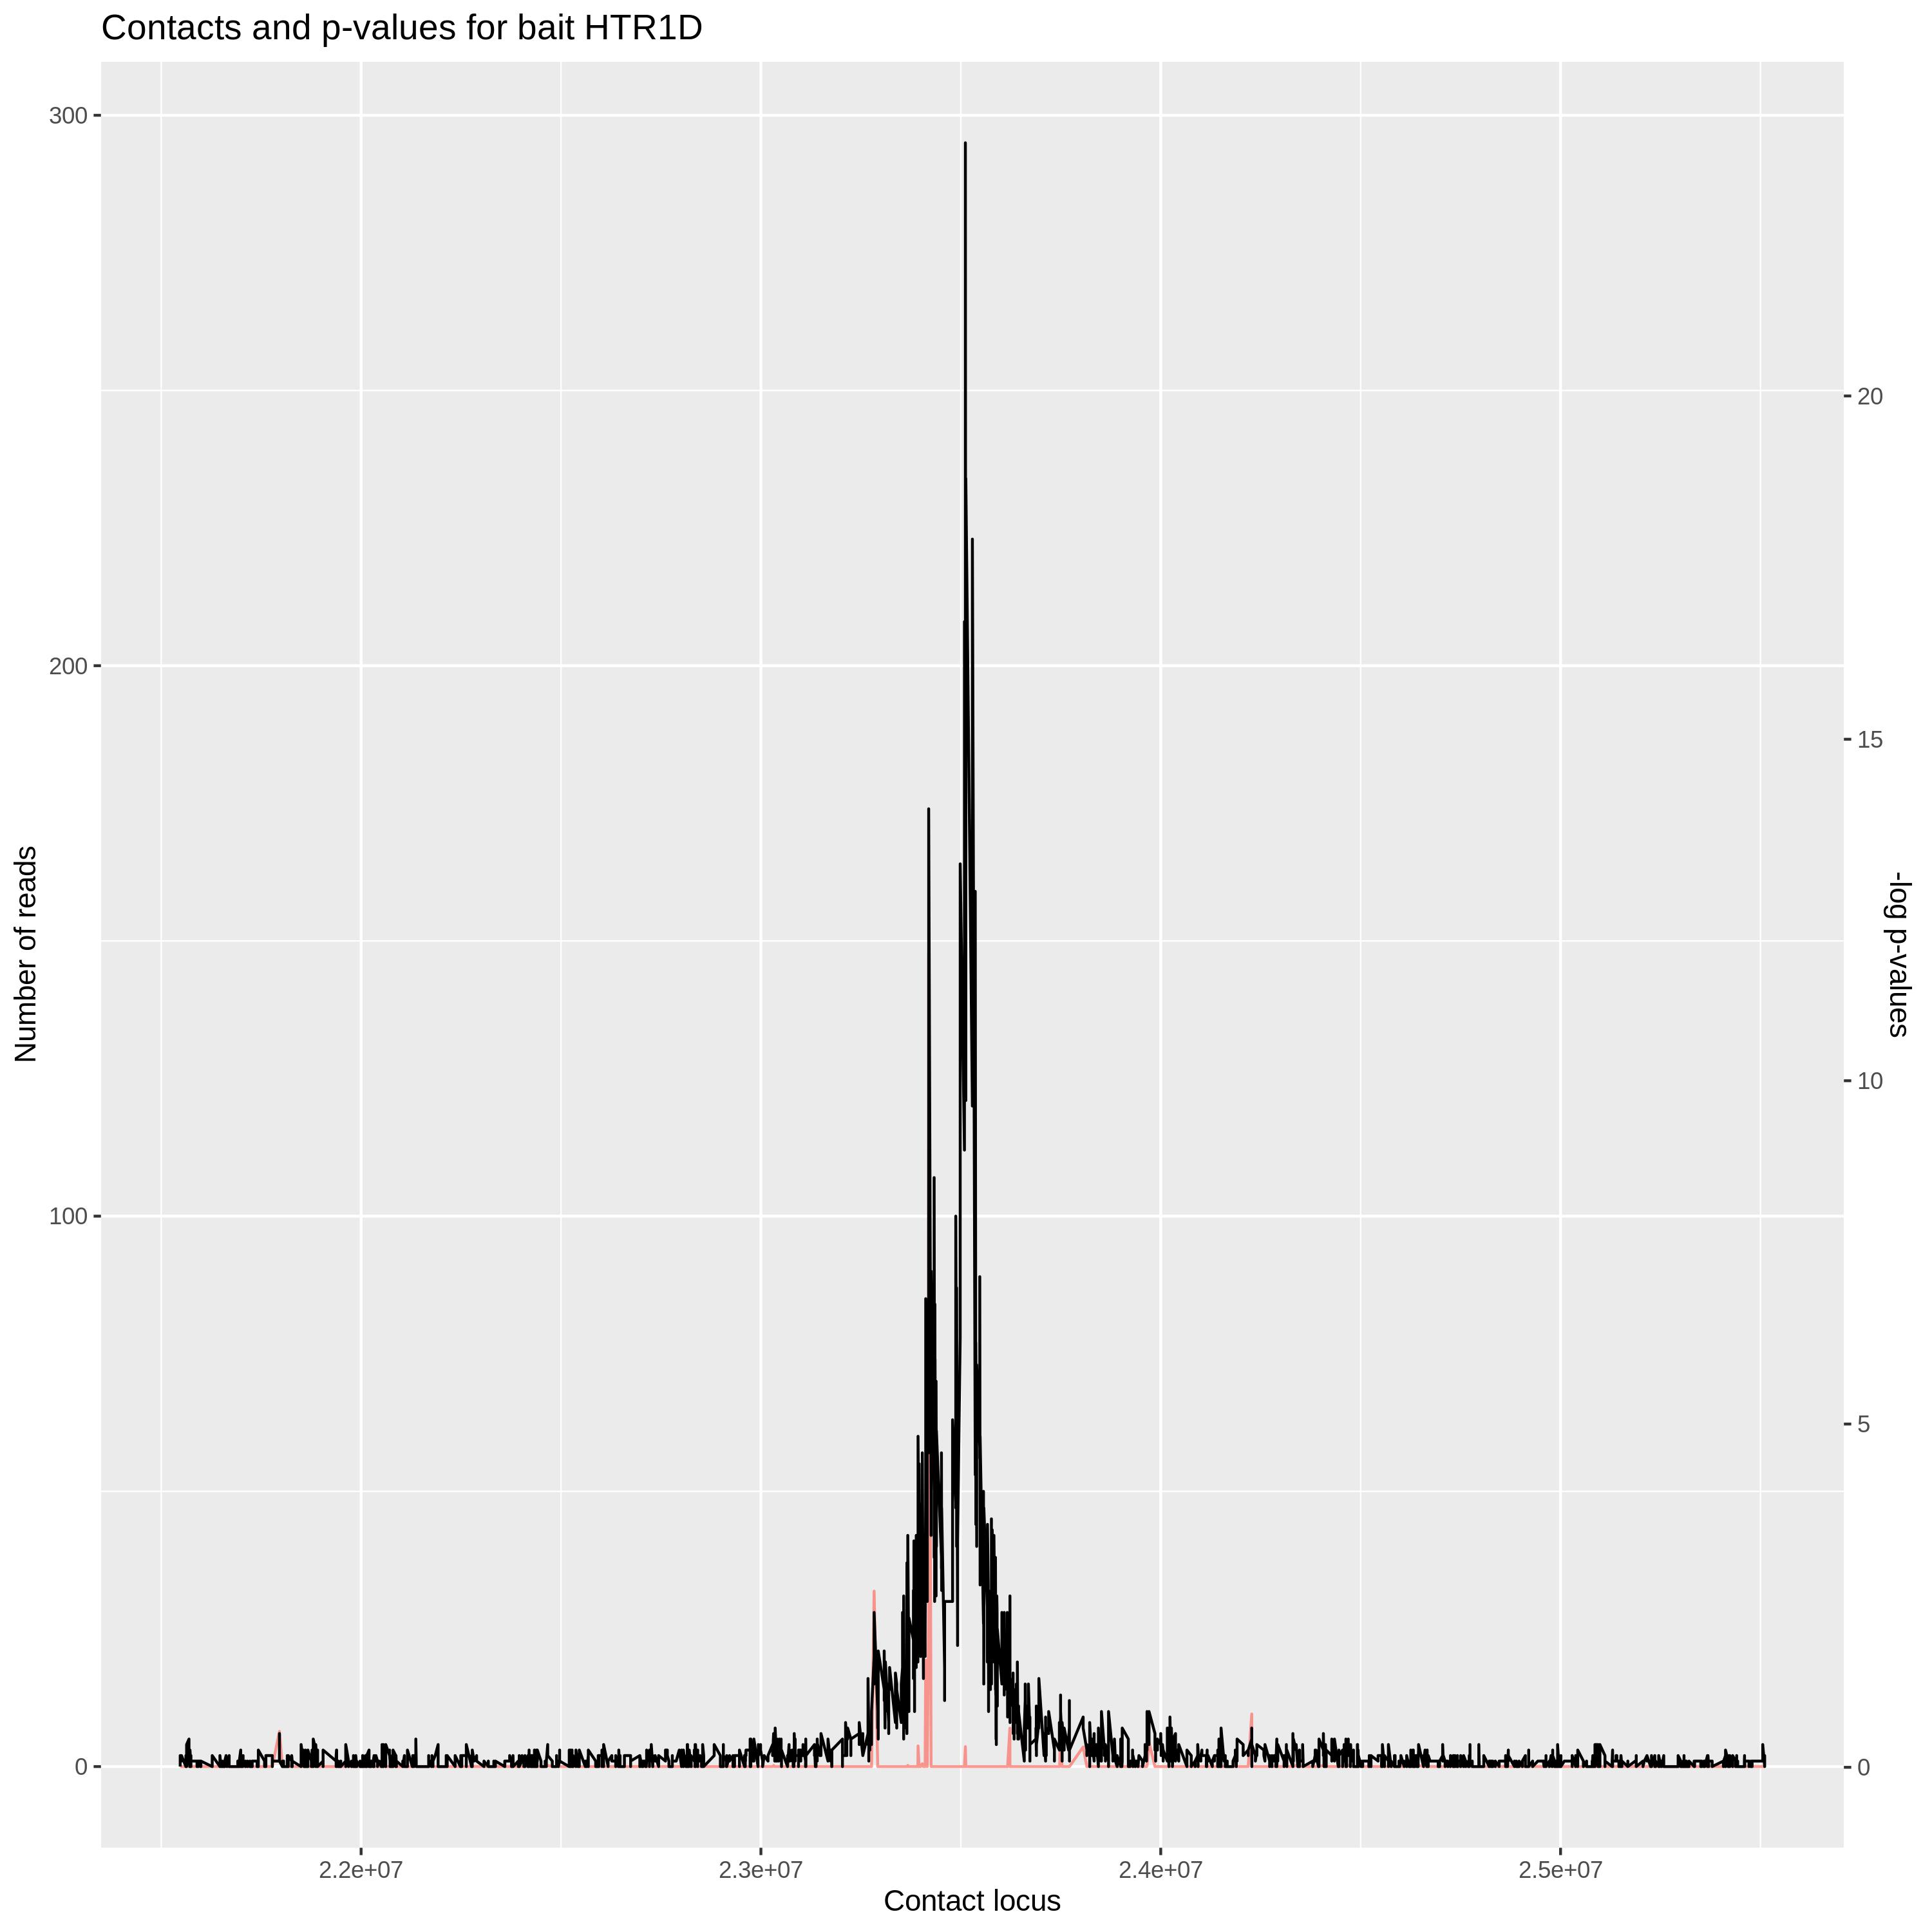 Contacts and p-values for bait HTR1D
300
200
100
0
Number of reads
20
15
10
5
0
-log p-values
2.2e+07
2.3e+07
2.4e+07
2.5e+07
Contact locus